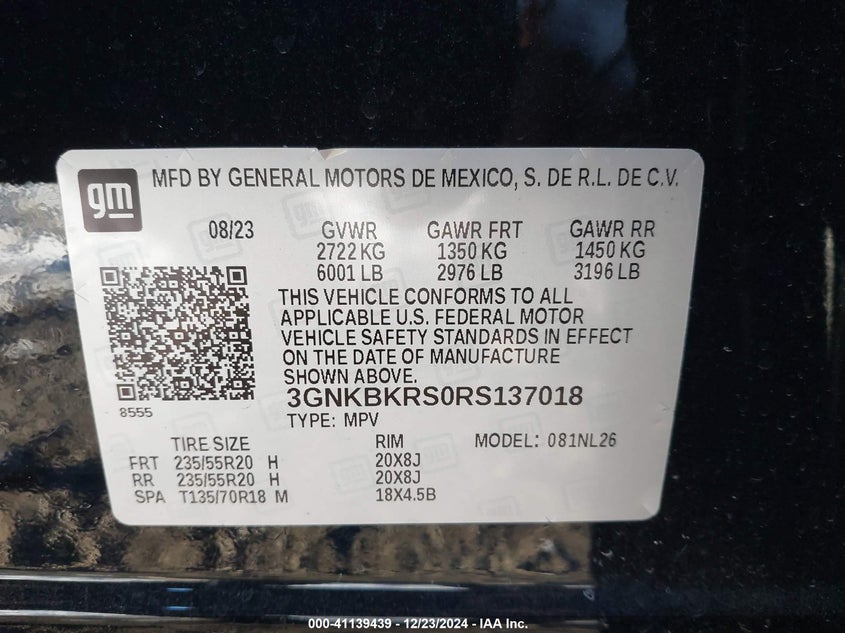 gm
MFD BY GENERAL MOTORS DE MEXICO, S. DE R.L. DE C.V.
08/23 GVWR GAWR FRT GAWR RR
2722 KG 1350 KG 1450 KG
6001 LB 2976 LB 3196 LB
THIS VEHICLE CONFORMS TO ALL
APPLICABLE U.S. FEDERAL MOTOR
VEHICLE SAFETY STANDARDS IN EFFECT
ON THE DATE OF MANUFACTURE
SHOWN ABOVE.
3GNKBKRS0RS137018
8555
TYPE: MPV
TIRE SIZE RIM MODEL: 081NL26
FRT 235/55R20 H 20X8J
RR 235/55R20 H 20X8J
SPA T135/70R18 M 18X4.5B
000-41139439 - 12/23/2024 - IAA Inc.